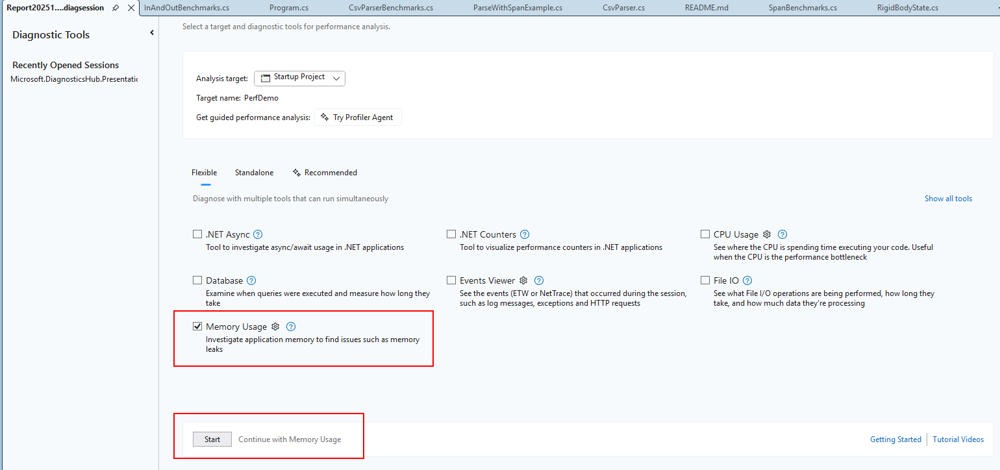 Report20251....diagsession
InAndOutBenchmarks.cs
Program.cs
CsvParserBenchmarks.cs
ParseWithSpanExample.cs
CsvParser.cs
README.md
SpanBenchmarks.cs
RigidBodyState.cs
Diagnostic Tools
Recently Opened Sessions
Microsoft.DiagnosticsHub.Presentatic
Select a target and diagnostic tools for performance analysis.
Analysis target: Startup Project
Target name: PerfDemo
Get guided performance analysis: Try Profiler Agent
Flexible
Standalone
Recommended
Diagnose with multiple tools that can run simultaneously
Show all tools
.NET Async
Tool to investigate async/await usage in .NET applications
.NET Counters
Tool to visualize performance counters in .NET applications
CPU Usage
See where the CPU is spending time executing your code. Useful
when the CPU is the performance bottleneck
Database
Examine when queries were executed and measure how long they
take
Events Viewer
See the events (ETW or NetTrace) that occurred during the session,
such as log messages, exceptions and HTTP requests
File IO
See what File I/O operations are being performed, how long they
take, and how much data they're processing
Memory Usage
Investigate application memory to find issues such as memory
leaks
Start
Continue with Memory Usage
Getting Started
Tutorial Videos